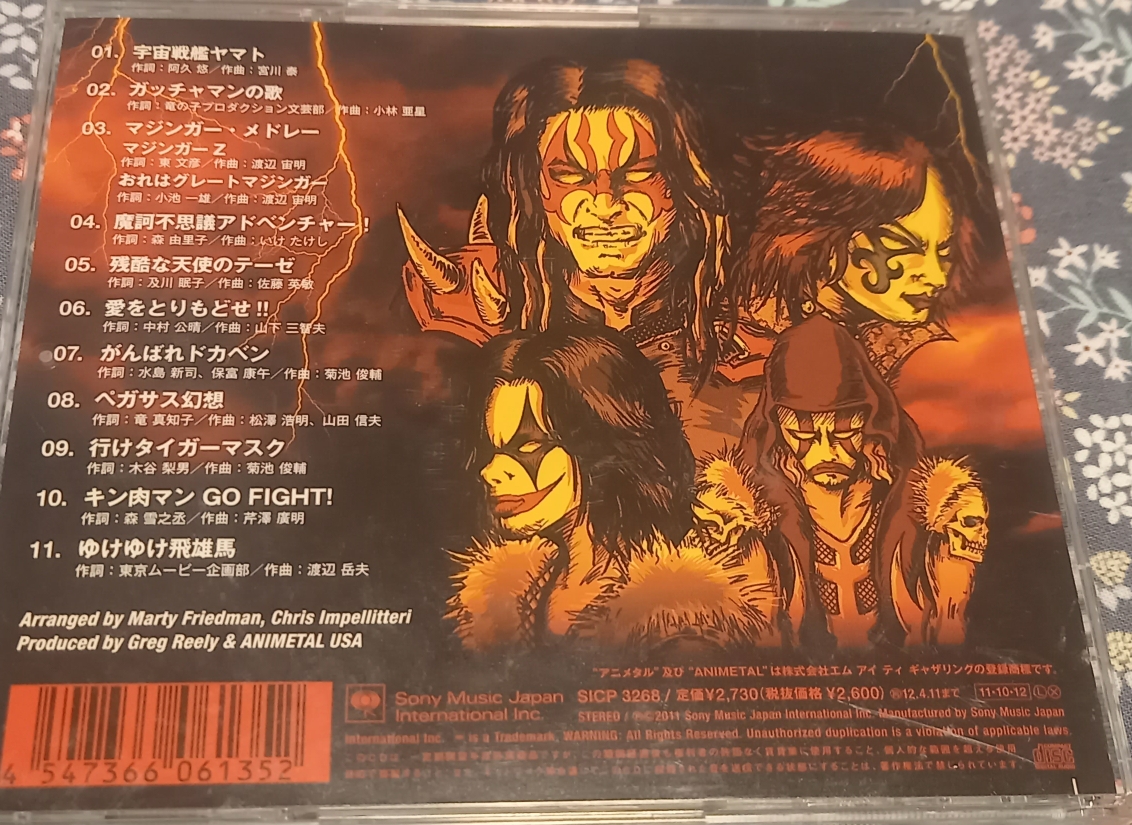 01. 宇宙戦艦ヤマト
作詞：阿久 悠／作曲：宮川 泰
02. ガッチャマンの歌
作詞：竜の子プロダクション文芸部／作曲：小林 亜星
03. マジンガー・メドレー
マジンガーZ
作詞：東 文彦／作曲：渡辺 宙明
おれはグレートマジンガー
作詞：小池 一雄／作曲：渡辺 宙明
04. 魔訶不思議アドベンチャー！
作詞：森 由里子／作曲：いけ たけし
05. 残酷な天使のテーゼ
作詞：及川 眠子／作曲：佐藤 英敏
06. 愛をとりもどせ!!
作詞：中村 公晴／作曲：山下 三智夫
07. がんばれドカベン
作詞：水島 新司、保富 康午／作曲：菊池 俊輔
08. ペガサス幻想
作詞：竜 真知子／作曲：松澤 浩明、山田 信夫
09. 行けタイガーマスク
作詞：木谷 梨男／作曲：菊池 俊輔
10. キン肉マン GO FIGHT!
作詞：森 雪之丞／作曲：芹澤 廣明
11. ゆけゆけ飛雄馬
作詞：東京ムービー企画部／作曲：渡辺 岳夫
Arranged by Marty Friedman, Chris Impellitteri
Produced by Greg Reely & ANIMETAL USA
"アニメタル"及び"ANIMETAL"は株式会社エム アイ ティ ギャザリングの登録商標です。
Sony Music Japan International Inc.
SICP 3268 / 定価¥2,730(税抜価格 ¥2,600) 12.4.11まで 11・10・12
STEREO / ℗©2011 Sony Music Japan International Inc. Manufactured by Sony Music Japan
International Inc. is a Trademark, WARNING: All Rights Reserved. Unauthorized duplication is a violation of applicable laws.
4 547366 061352